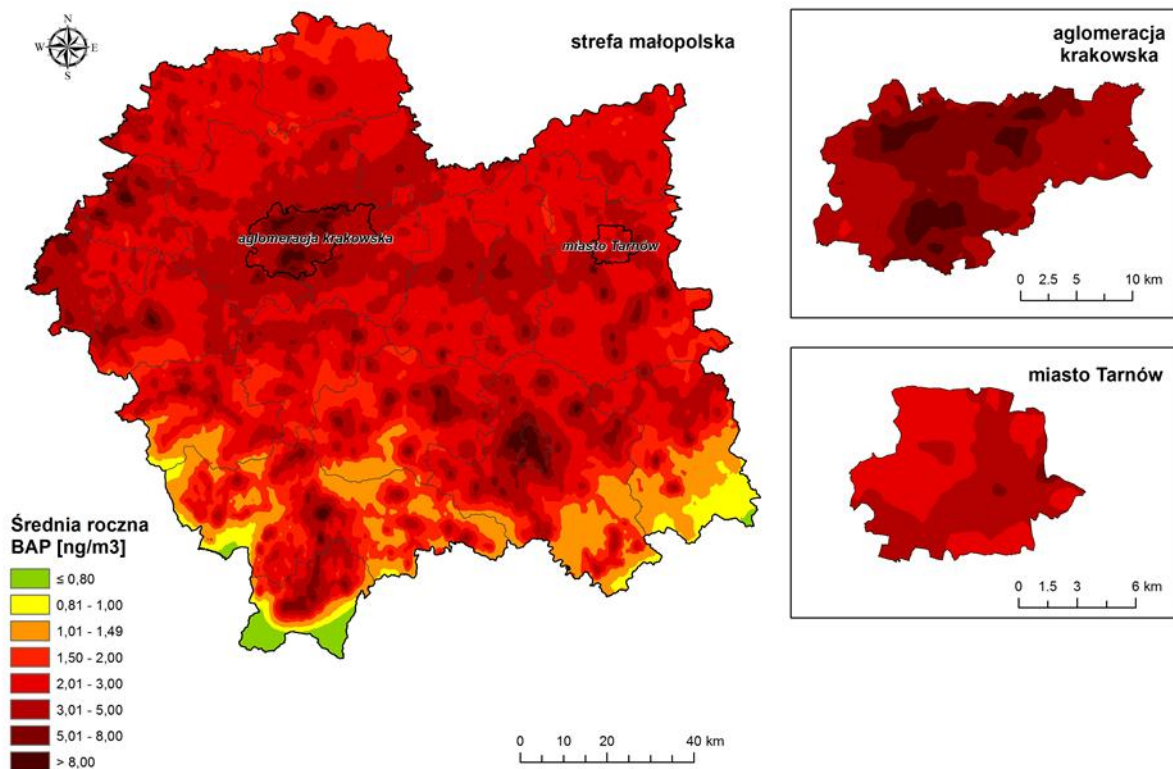 N
W E
S
strefa małopolska
aglomeracja krakowska
miasto Tarnów
Średnia roczna
BAP [ng/m3]
≤ 0,80
0,81 - 1,00
1,01 - 1,49
1,50 - 2,00
2,01 - 3,00
3,01 - 5,00
5,01 - 8,00
> 8,00
0 10 20 40 km
aglomeracja
krakowska
0 2.5 5 10 km
miasto Tarnów
0 1.5 3 6 km